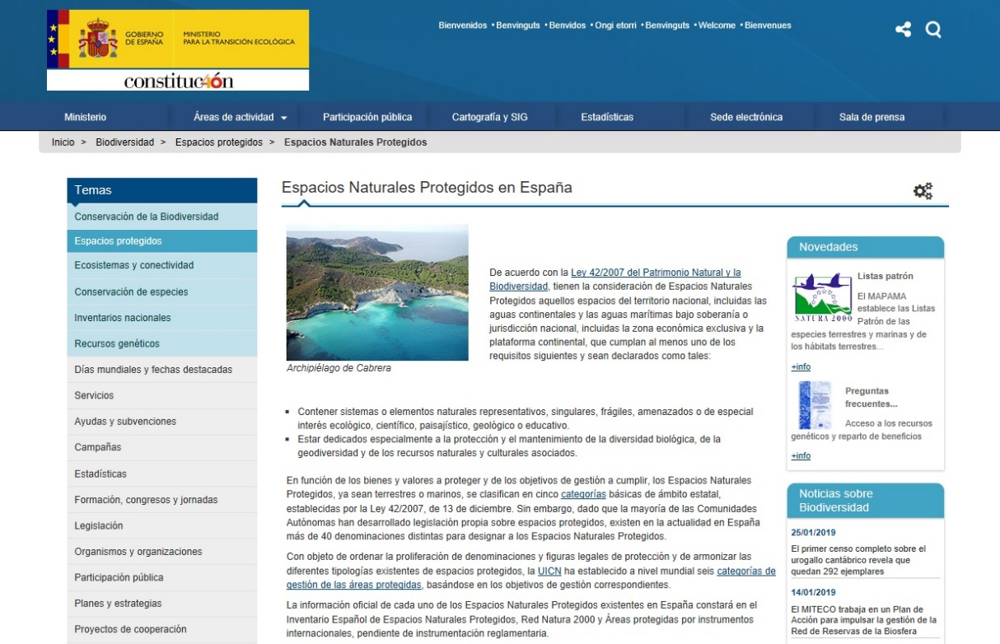 GOBIERNO
DE ESPAÑA
MINISTERIO
PARA LA TRANSICIÓN ECOLÓGICA
Bienvenidos • Benvinguts • Benvidos • Ongi etorri • Benvinguts • Welcome • Bienvenues
constituc40n
Ministerio
Áreas de actividad
Participación pública
Cartografía y SIG
Estadísticas
Sede electrónica
Sala de prensa
Inicio > Biodiversidad > Espacios protegidos > Espacios Naturales Protegidos
Temas
Conservación de la Biodiversidad
Espacios protegidos
Ecosistemas y conectividad
Conservación de especies
Inventarios nacionales
Recursos genéticos
Días mundiales y fechas destacadas
Servicios
Ayudas y subvenciones
Campañas
Estadísticas
Formación, congresos y jornadas
Legislación
Organismos y organizaciones
Participación pública
Planes y estrategias
Proyectos de cooperación
Espacios Naturales Protegidos en España
Archipiélago de Cabrera
De acuerdo con la Ley 42/2007 del Patrimonio Natural y la
Biodiversidad, tienen la consideración de Espacios Naturales
Protegidos aquellos espacios del territorio nacional, incluidas las
aguas continentales y las aguas marítimas bajo soberanía o
jurisdicción nacional, incluidas la zona económica exclusiva y la
plataforma continental, que cumplan al menos uno de los
requisitos siguientes y sean declarados como tales:
▪ Contener sistemas o elementos naturales representativos, singulares, frágiles, amenazados o de especial
interés ecológico, científico, paisajístico, geológico o educativo.
▪ Estar dedicados especialmente a la protección y el mantenimiento de la diversidad biológica, de la
geodiversidad y de los recursos naturales y culturales asociados.
En función de los bienes y valores a proteger y de los objetivos de gestión a cumplir, los Espacios Naturales
Protegidos, ya sean terrestres o marinos, se clasifican en cinco categorías básicas de ámbito estatal,
establecidas por la Ley 42/2007, de 13 de diciembre. Sin embargo, dado que la mayoría de las Comunidades
Autónomas han desarrollado legislación propia sobre espacios protegidos, existen en la actualidad en España
más de 40 denominaciones distintas para designar a los Espacios Naturales Protegidos.
Con objeto de ordenar la proliferación de denominaciones y figuras legales de protección y de armonizar las
diferentes tipologías existentes de espacios protegidos, la UICN ha establecido a nivel mundial seis categorías de
gestión de las áreas protegidas, basándose en los objetivos de gestión correspondientes.
La información oficial de cada uno de los Espacios Naturales Protegidos existentes en España constará en el
Inventario Español de Espacios Naturales Protegidos, Red Natura 2000 y Áreas protegidas por instrumentos
internacionales, pendiente de instrumentación reglamentaria.
Novedades
NATURA 2000
Listas patrón
El MAPAMA
establece las Listas
Patrón de las
especies terrestres y marinas y de
los hábitats terrestres...
+info
Preguntas
frecuentes...
Acceso a los recursos
genéticos y reparto de beneficios
+info
Noticias sobre
Biodiversidad
25/01/2019
El primer censo completo sobre el
urogallo cantábrico revela que
quedan 292 ejemplares
14/01/2019
El MITECO trabaja en un Plan de
Acción para impulsar la gestión de la
Red de Reservas de la Biosfera